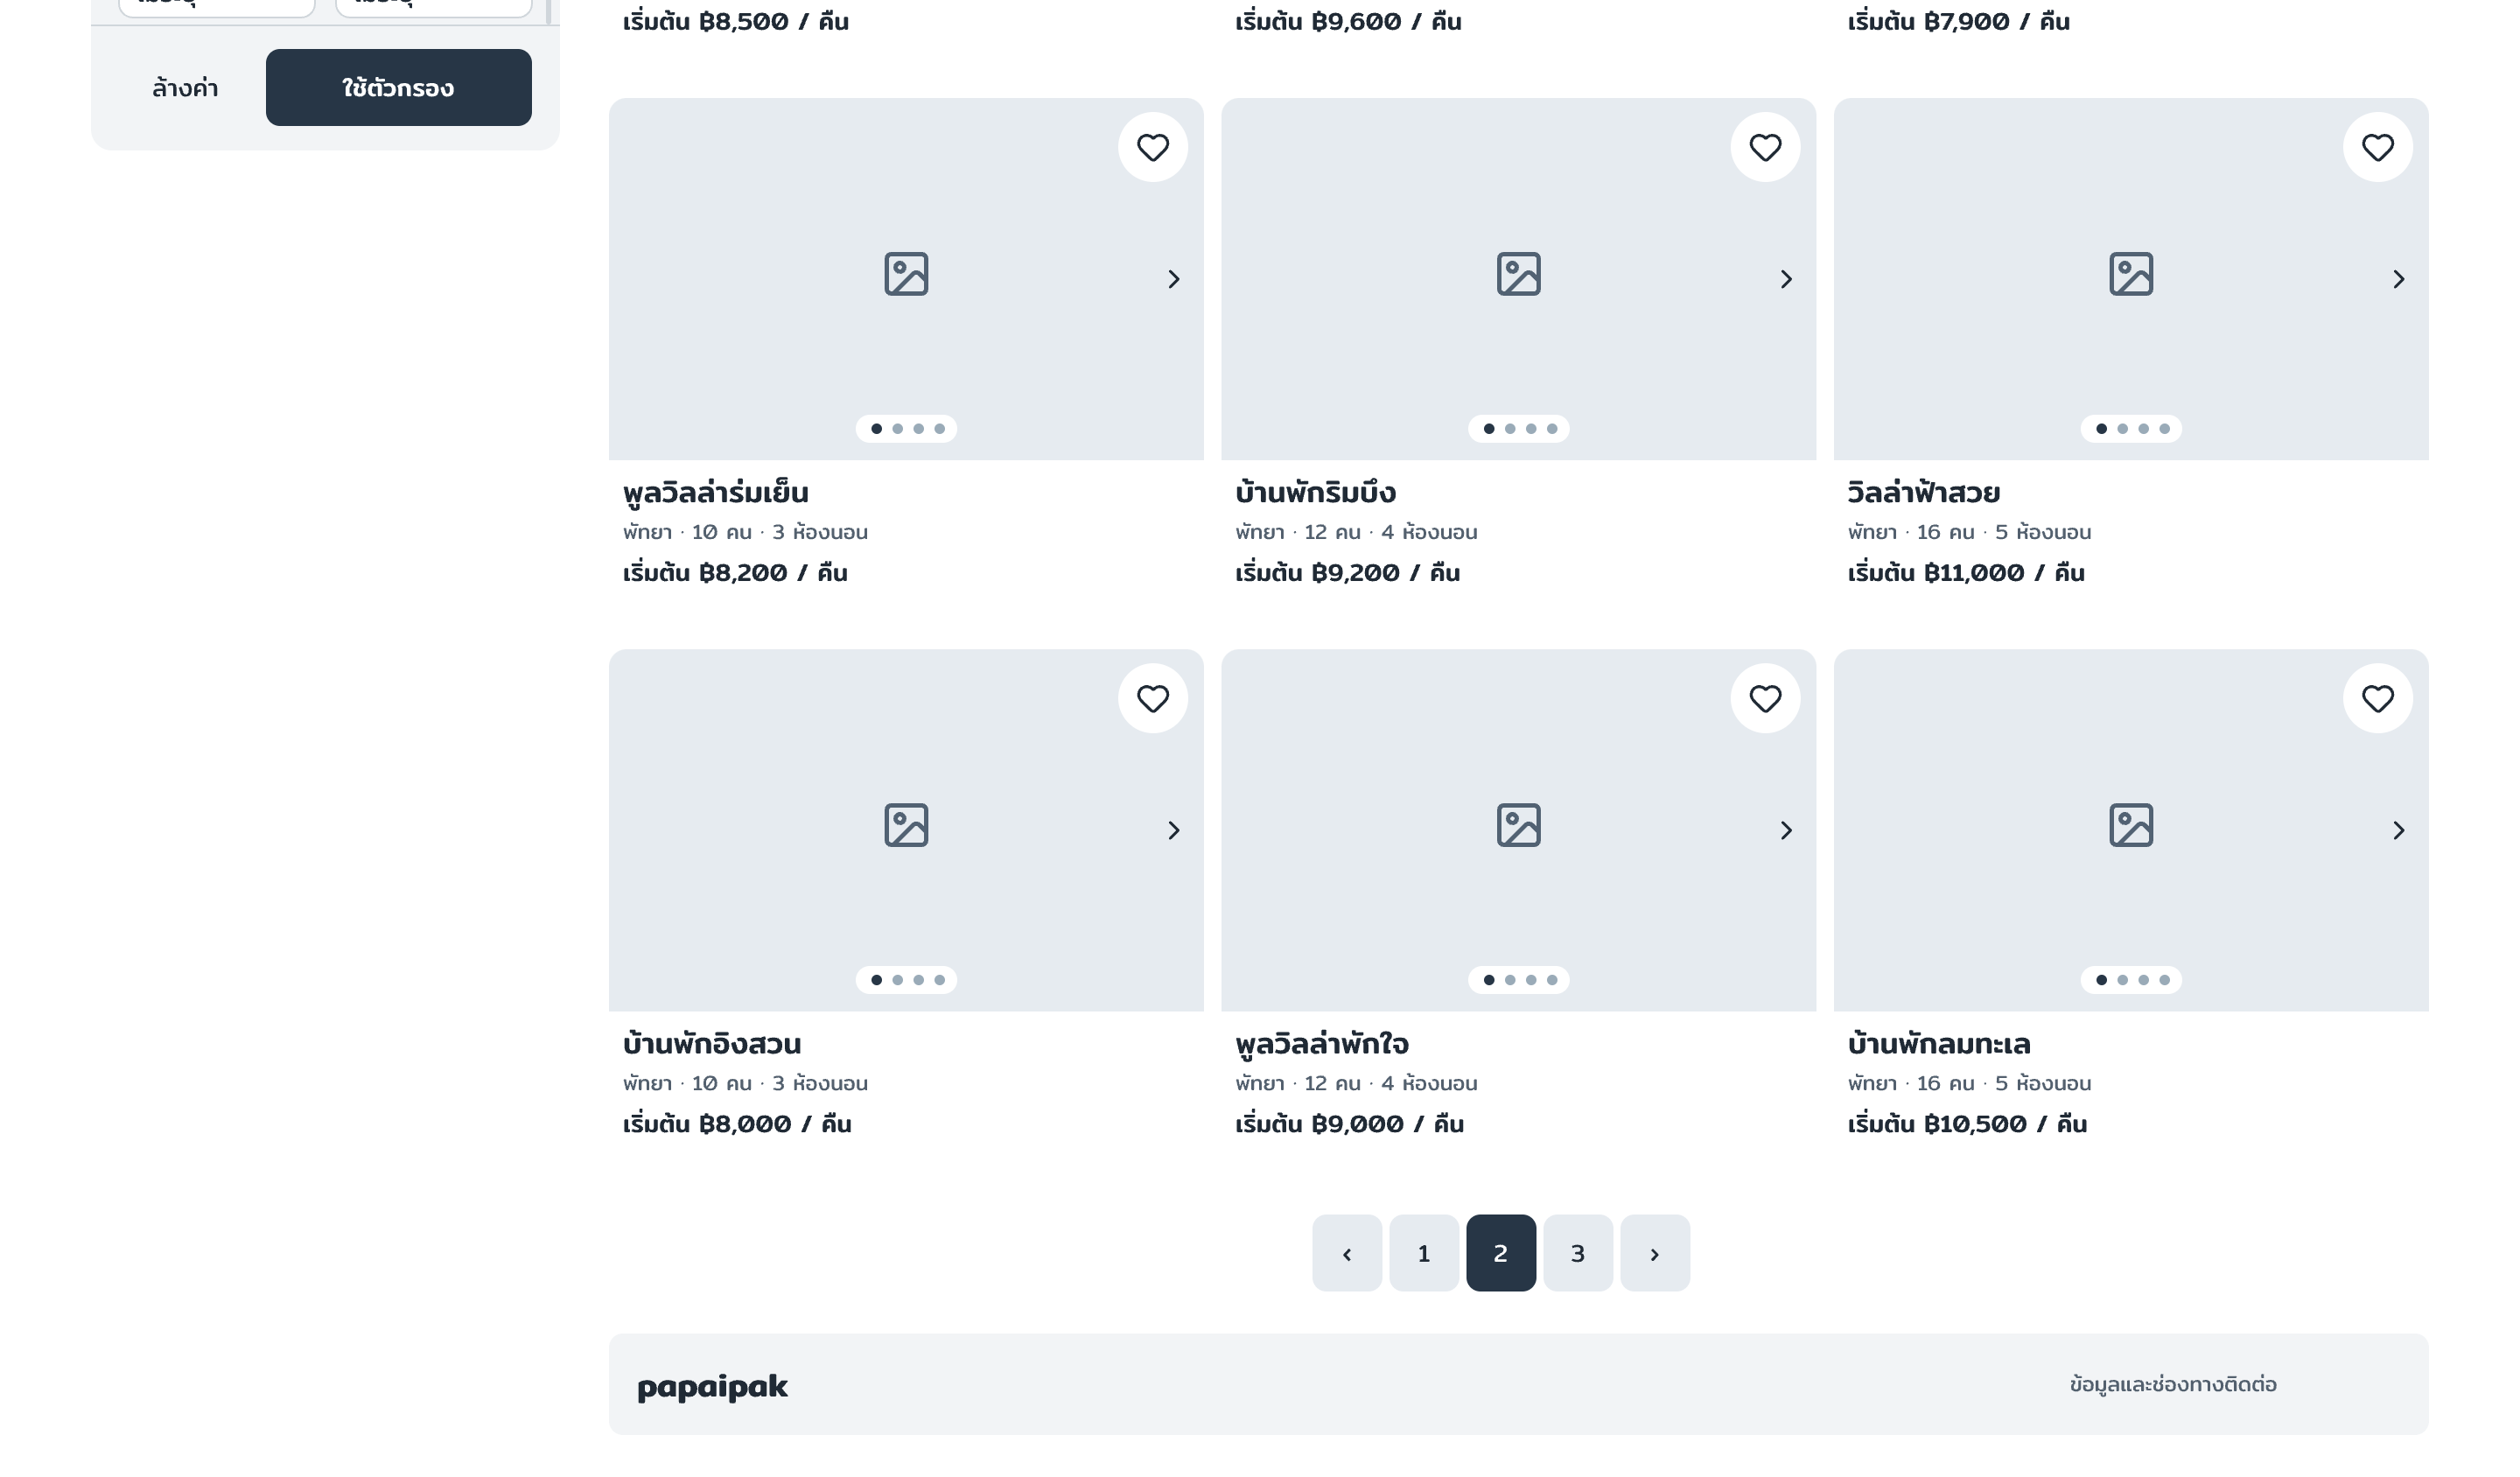 เริ่มต้น ฿8,500 / คืน
เริ่มต้น ฿9,600 / คืน
เริ่มต้น ฿7,900 / คืน
ล้างค่า
ใช้ตัวกรอง
พูลวิลล่าร่มเย็น
พัทยา · 10 คน · 3 ห้องนอน
เริ่มต้น ฿8,200 / คืน
บ้านพักริมบึง
พัทยา · 12 คน · 4 ห้องนอน
เริ่มต้น ฿9,200 / คืน
วิลล่าฟ้าสวย
พัทยา · 16 คน · 5 ห้องนอน
เริ่มต้น ฿11,000 / คืน
บ้านพักอิงสวน
พัทยา · 10 คน · 3 ห้องนอน
เริ่มต้น ฿8,000 / คืน
พูลวิลล่าพักใจ
พัทยา · 12 คน · 4 ห้องนอน
เริ่มต้น ฿9,000 / คืน
บ้านพักลมทะเล
พัทยา · 16 คน · 5 ห้องนอน
เริ่มต้น ฿10,500 / คืน
‹ 1 2 3 ›
papaipak
ข้อมูลและช่องทางติดต่อ